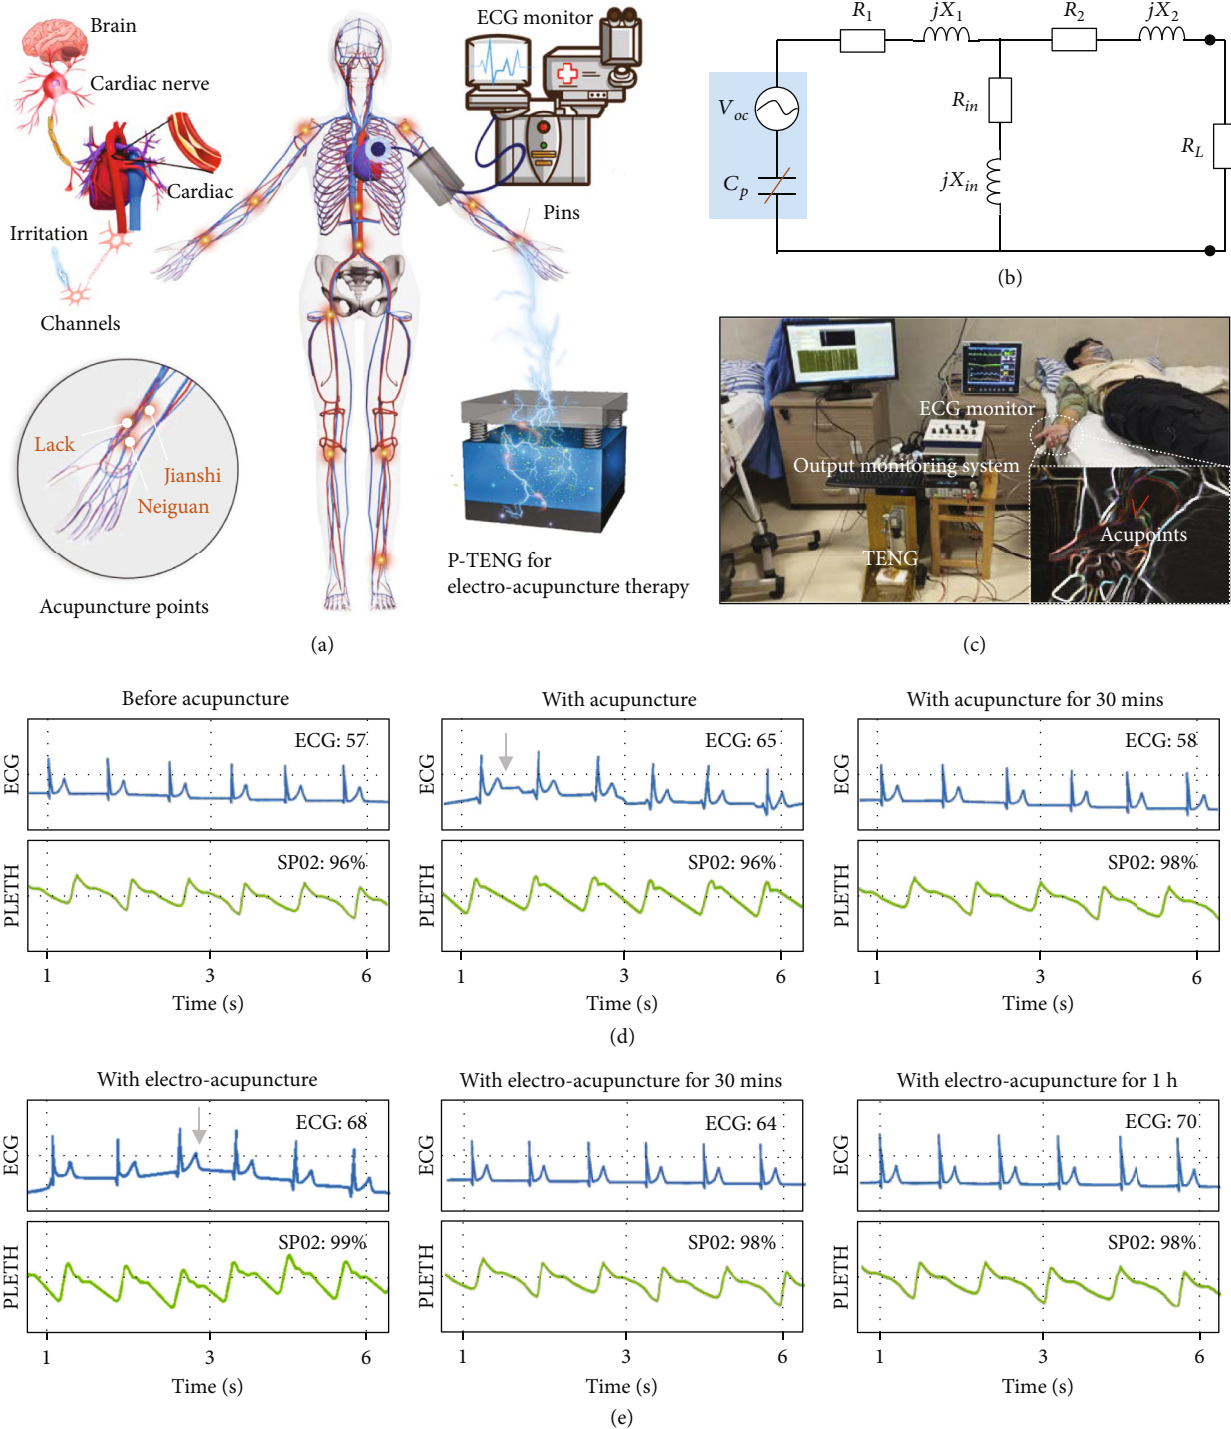 Brain
Cardiac nerve
Cardiac
Irritation
Channels
ECG monitor
Pins
Lack
Jianshi
Neiguan
Acupuncture points
P-TENG for
electro-acupuncture therapy
(a)
R1 jX1 R2 jX2
Voc
Rin
RL
Cp
jXin
(b)
ECG monitor
Output monitoring system
Acupoints
TENG
(c)
Before acupuncture
ECG
ECG: 57
PLETH
SP02: 96%
1 3 6
Time (s)
With acupuncture
ECG
ECG: 65
PLETH
SP02: 96%
1 3 6
Time (s)
With acupuncture for 30 mins
ECG
ECG: 58
PLETH
SP02: 98%
1 3 6
Time (s)
(d)
With electro-acupuncture
ECG
ECG: 68
PLETH
SP02: 99%
1 3 6
Time (s)
With electro-acupuncture for 30 mins
ECG
ECG: 64
PLETH
SP02: 98%
1 3 6
Time (s)
With electro-acupuncture for 1 h
ECG
ECG: 70
PLETH
SP02: 98%
1 3 6
Time (s)
(e)